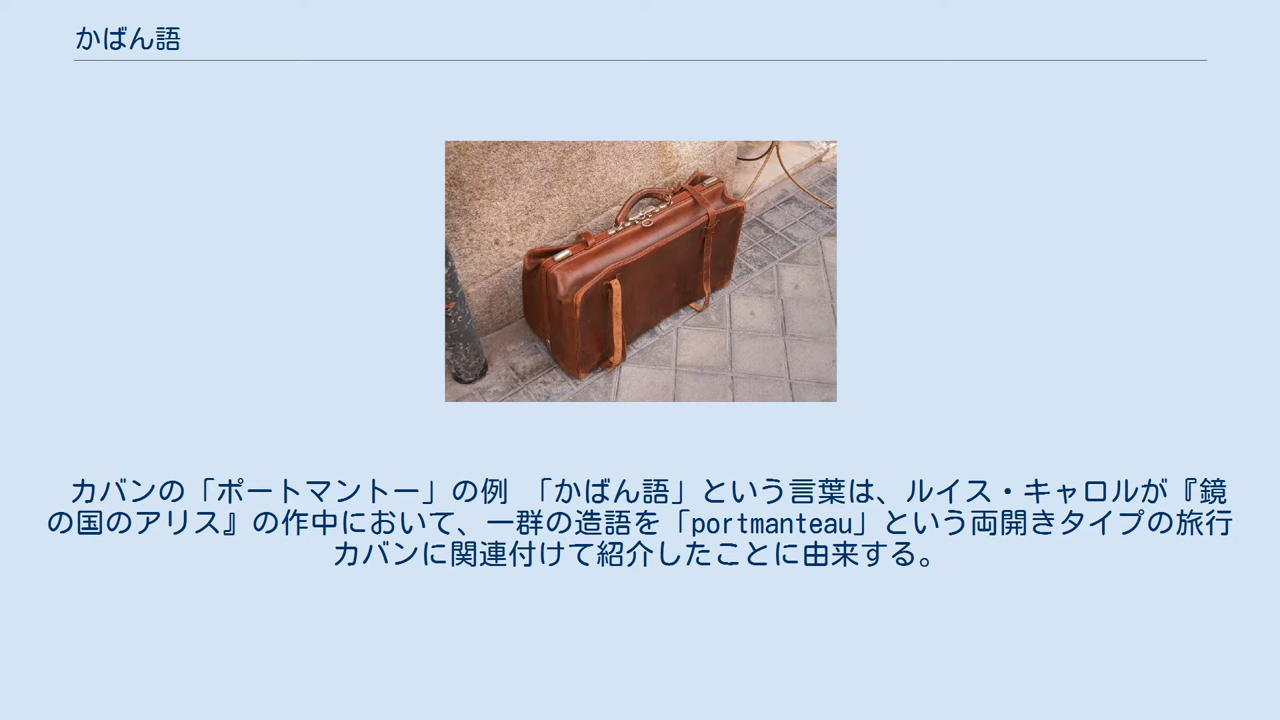 かばん語
カバンの「ポートマントー」の例　「かばん語」という言葉は、ルイス・キャロルが『鏡
の国のアリス』の作中において、一群の造語を「portmanteau」という両開きタイプの旅行
カバンに関連付けて紹介したことに由来する。